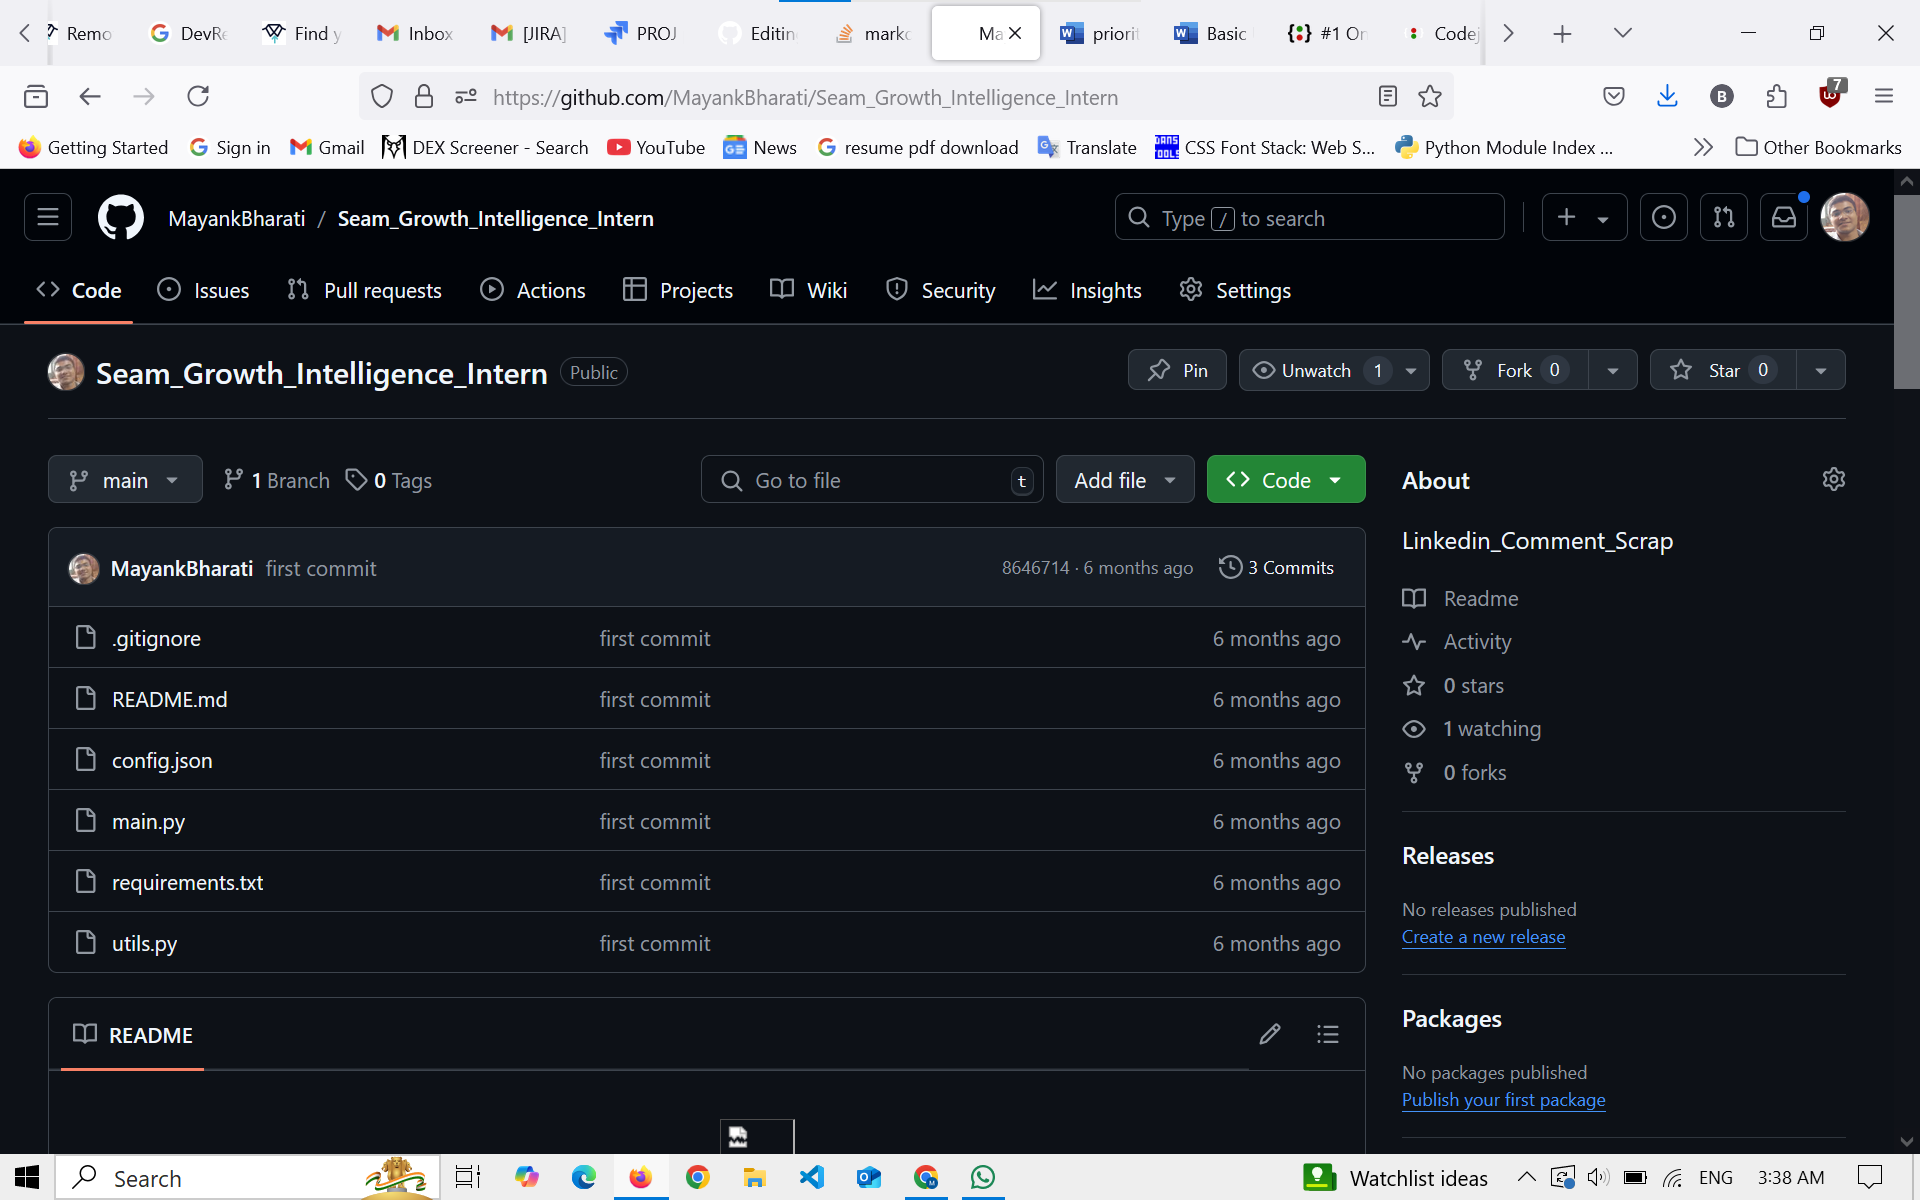 Remo
DevRe
Find y
Inbox
[JIRA]
PROJ
Editin
markd
Ma
priorit
Basic
#1 On
Codej
https://github.com/MayankBharati/Seam_Growth_Intelligence_Intern
B
7
Getting Started
Sign in
Gmail
DEX Screener - Search
YouTube
News
resume pdf download
Translate
CSS Font Stack: Web S...
Python Module Index ...
Other Bookmarks
MayankBharati / Seam_Growth_Intelligence_Intern
Type / to search
Code
Issues
Pull requests
Actions
Projects
Wiki
Security
Insights
Settings
Seam_Growth_Intelligence_Intern Public
Pin
Unwatch 1
Fork 0
Star 0
main
1 Branch
0 Tags
Go to file t
Add file
Code
MayankBharati first commit 8646714 · 6 months ago 3 Commits
.gitignore first commit 6 months ago
README.md first commit 6 months ago
config.json first commit 6 months ago
main.py first commit 6 months ago
requirements.txt first commit 6 months ago
utils.py first commit 6 months ago
README
About
Linkedin_Comment_Scrap
Readme
Activity
0 stars
1 watching
0 forks
Releases
No releases published
Create a new release
Packages
No packages published
Publish your first package
Search
Watchlist ideas
ENG
3:38 AM